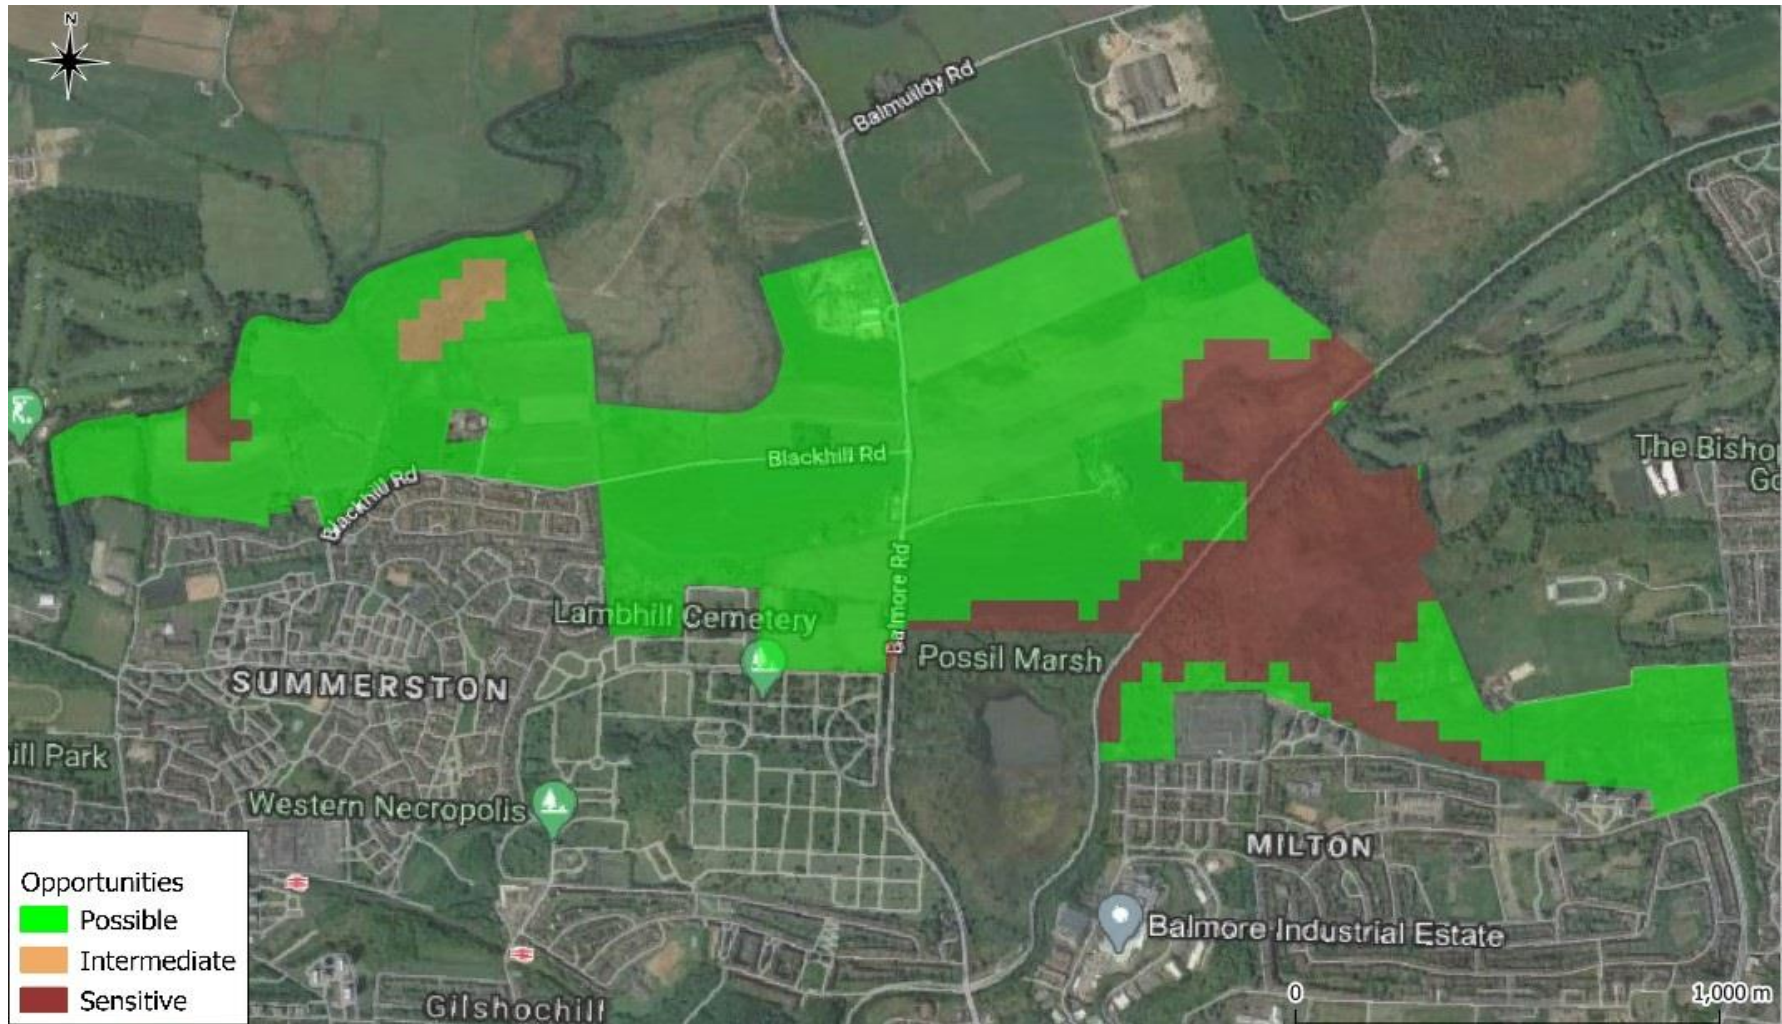 N
Balmuildy Rd
The Bisho
Go
Blackhill Rd
Blackhill Rd
Balmore Rd
Lambhill Cemetery
Possil Marsh
SUMMERSTON
ill Park
Western Necropolis
MILTON
Balmore Industrial Estate
Gilshochill
Opportunities
Possible
Intermediate
Sensitive
0 1,000 m